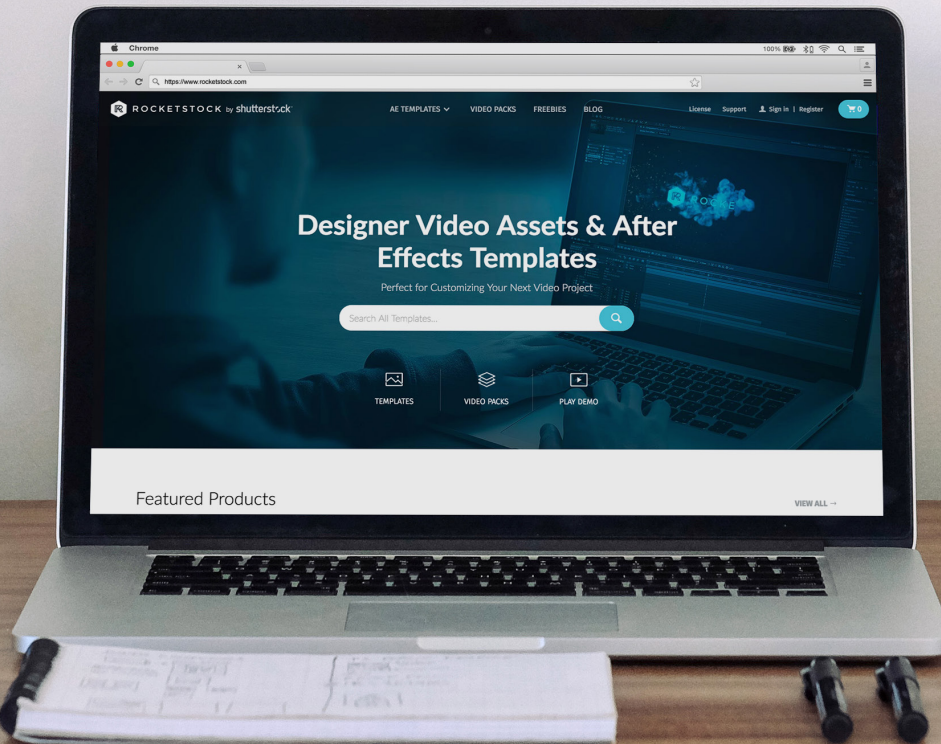 Chrome
100%
https://www.rocketstock.com
ROCKETSTOCK by shutterstock
AE TEMPLATES
VIDEO PACKS
FREEBIES
BLOG
License
Support
Sign in | Register
0
ROCKE
Designer Video Assets & After
Effects Templates
Perfect for Customizing Your Next Video Project
Search All Templates...
TEMPLATES
VIDEO PACKS
PLAY DEMO
Featured Products
VIEW ALL →